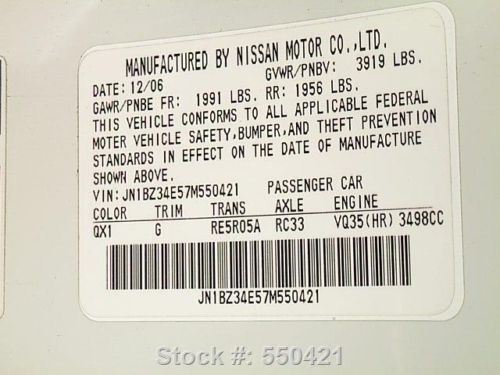 MANUFACTURED BY NISSAN MOTOR CO.,LTD.
DATE: 12/06 GVWR/PNBV: 3919 LBS.
GAWR/PNBE FR: 1991 LBS. RR: 1956 LBS.
THIS VEHICLE CONFORMS TO ALL APPLICABLE FEDERAL
MOTER VEHICLE SAFETY,BUMPER,AND THEFT PREVENTION
STANDARDS IN EFFECT ON THE DATE OF MANUFACTURE
SHOWN ABOVE.
VIN:JN1BZ34E57M550421 PASSENGER CAR
COLOR TRIM TRANS AXLE ENGINE
QX1 G RE5R05A RC33 VQ35(HR)3498CC
JN1BZ34E57M550421
Stock #: 550421